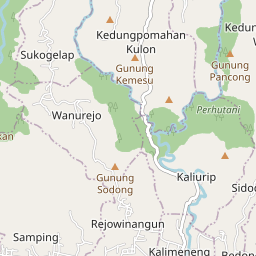 Kedungpomahan
Kulon
Sukogelap
Gunung
Kemesu
Gunung
Pancong
Perhutani
Wanurejo
Gunung
Sodong
Kaliurip
Rejowinangun
Samping
Kalimeneng